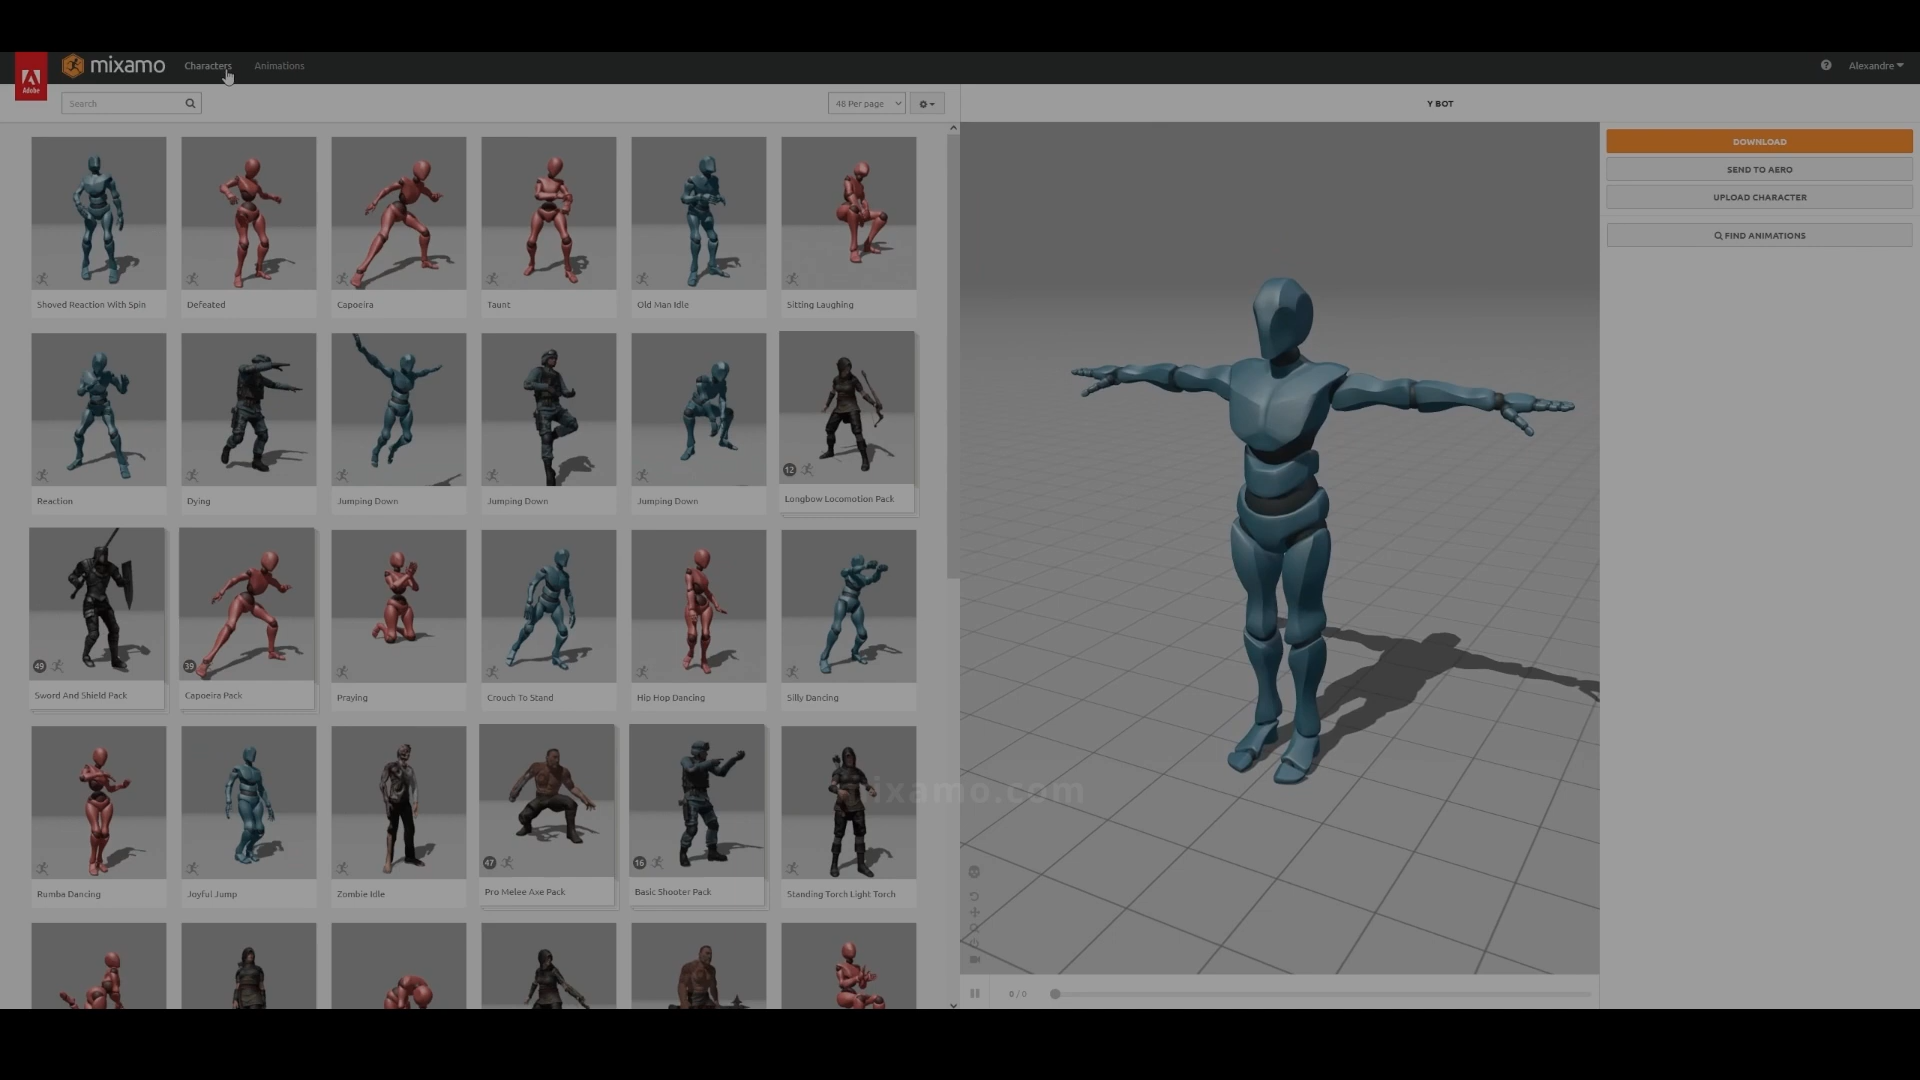 Adobe
mixamo
Characters
Animations
Alexandre
Search
48 Per page
Y BOT
DOWNLOAD
SEND TO AERO
UPLOAD CHARACTER
FIND ANIMATIONS
Shoved Reaction With Spin
Defeated
Capoeira
Taunt
Old Man Idle
Sitting Laughing
12
Reaction
Dying
Jumping Down
Jumping Down
Jumping Down
Longbow Locomotion Pack
49
39
Sword And Shield Pack
Capoeira Pack
Praying
Crouch To Stand
Hip Hop Dancing
Silly Dancing
ixamo.com
47
16
Rumba Dancing
Joyful Jump
Zombie Idle
Pro Melee Axe Pack
Basic Shooter Pack
Standing Torch Light Torch
0 / 0